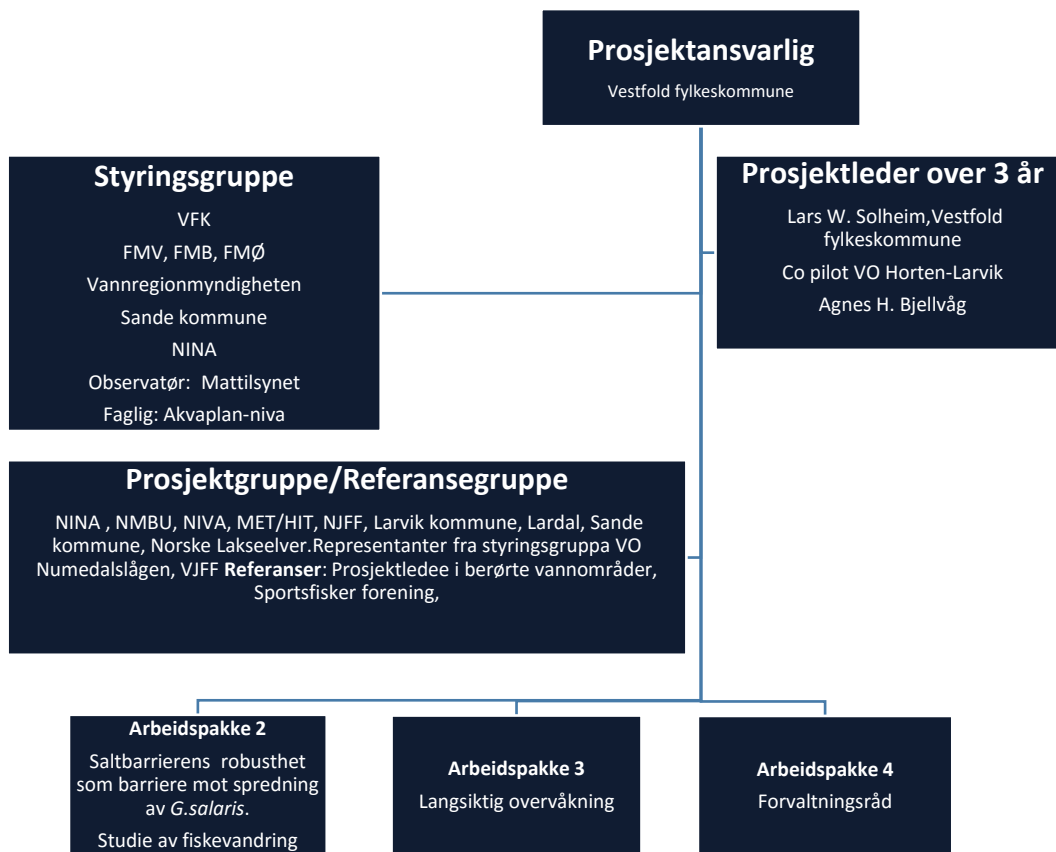 Prosjektansvarlig
Vestfold fylkeskommune
Styringsgruppe
VFK
FMV, FMB, FMØ
Vannregionmyndigheten
Sande kommune
NINA
Observatør:  Mattilsynet
Faglig: Akvaplan-niva
Prosjektleder over 3 år
Lars W. Solheim,Vestfold
fylkeskommune
Co pilot VO Horten-Larvik
Agnes H. Bjellvåg
Prosjektgruppe/Referansegruppe
NINA , NMBU, NIVA, MET/HIT, NJFF, Larvik kommune, Lardal, Sande
kommune, Norske Lakseelver.Representanter fra styringsgruppa VO
Numedalslågen, VJFF Referanser: Prosjektledee i berørte vannområder,
Sportsfisker forening,
Arbeidspakke 2
Saltbarrierens  robusthet
som barriere mot spredning
av G.salaris.
Studie av fiskevandring
Arbeidspakke 3
Langsiktig overvåkning
Arbeidspakke 4
Forvaltningsråd